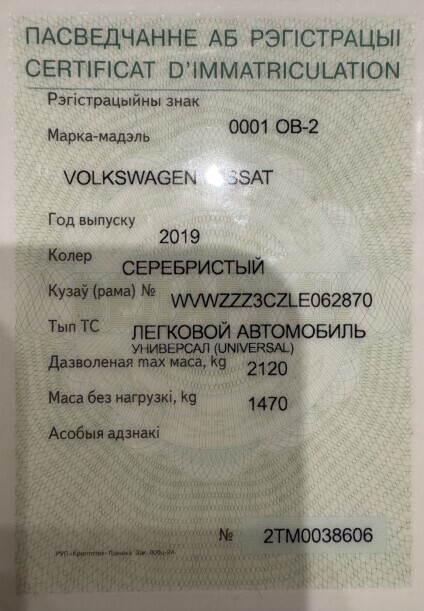 ПАСВЕДЧАННЕ АБ РЭГІСТРАЦЫІ
CERTIFICAT D'IMMATRICULATION
Рэгістрацыйны знак
0001 ОВ-2
Марка-мадэль
VOLKSWAGEN
Год выпуску
2019
Колер
СЕРЕБРИСТЫЙ
Кузаў (рама) №
WVWZZZ3CZLE062870
Тып ТС
ЛЕГКОВОЙ АВТОМОБИЛЬ
УНИВЕРСАЛ (UNIVERSAL)
Дазволеная max маса, kg
2120
Маса без нагрузкі, kg
1470
Асобыя адзнакі
№ 2TM0038606